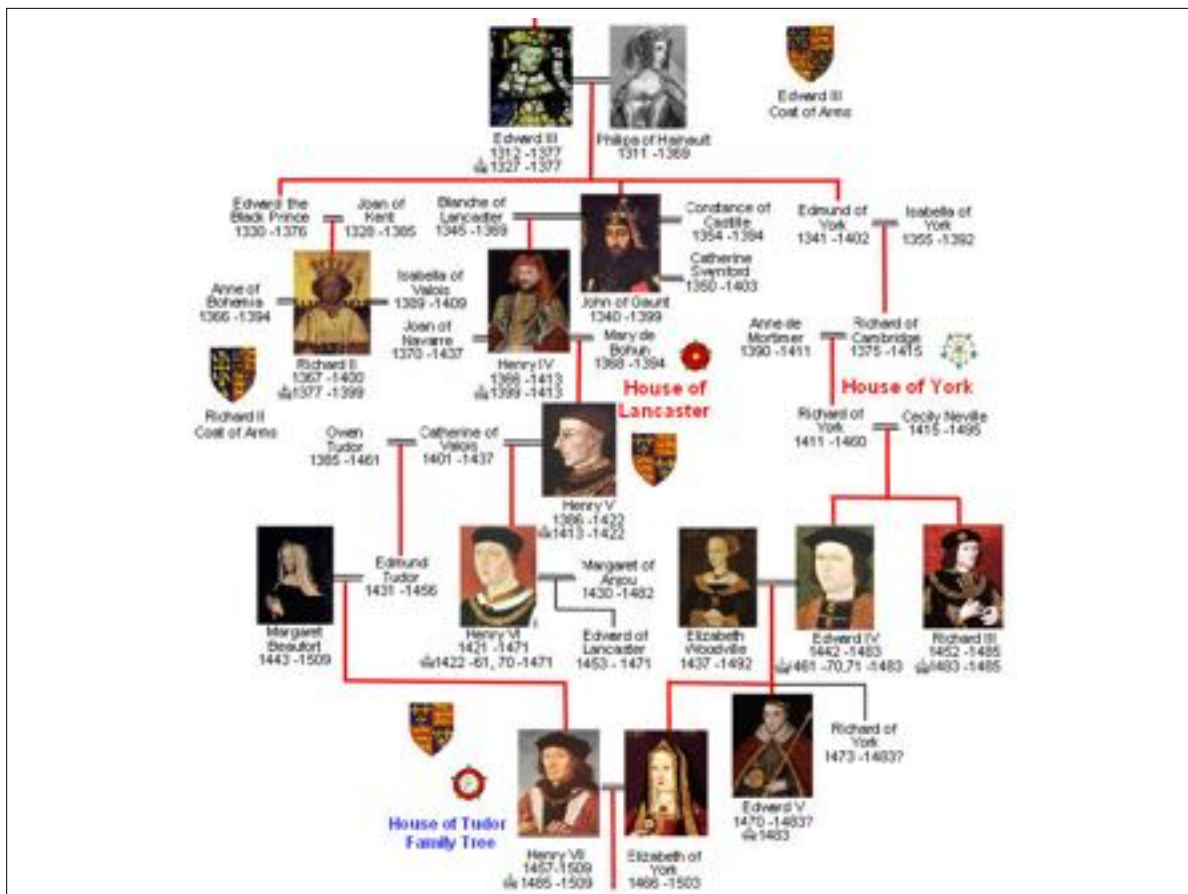 Edward III
1312 -1377
1327 -1377
Philipa of Hainault
1311 -1369
Edward III
Coat of Arms
Edward the
Black Prince
1330 -1376
Joan of
Kent
1328 -1385
Blanche of
Lancaster
1345 -1369
Constance of
Castille
1354 -1394
Edmund of
York
1341 -1402
Isabella of
York
1355 -1392
Catherine
Swynford
1350 -1403
Anne of
Bohemia
1366 -1394
Isabella of
Valois
1389 -1409
John of Gaunt
1340 -1399
Joan of
Navarre
1370 -1437
Mary de
Bohun
1368 -1394
Anne de
Mortimer
1390 -1411
Richard of
Cambridge
1375 -1415
Richard II
1367 -1400
1377 -1399
Henry IV
1366 -1413
1399 -1413
House of
Lancaster
House of York
Richard II
Coat of Arms
Owen
Tudor
1385 -1461
Catherine of
Valois
1401 -1437
Richard of
York
1411 -1460
Cecily Neville
1415 -1495
Henry V
1386 -1422
1413 -1422
Edmund
Tudor
1431 -1456
Margaret of
Anjou
1430 -1482
Margaret
Beaufort
1443 -1509
Henry VI
1421 -1471
1422 -61, 70 -1471
Edward of
Lancaster
1453 - 1471
Elizabeth
Woodville
1437 -1492
Edward IV
1442 -1483
1461 -70,71 -1483
Richard III
1452 -1485
1483 -1485
Richard of
York
1473 -1483?
Edward V
1470 -1483?
1483
House of Tudor
Family Tree
Henry VII
1457-1509
1485 -1509
Elizabeth of
York
1466 -1503